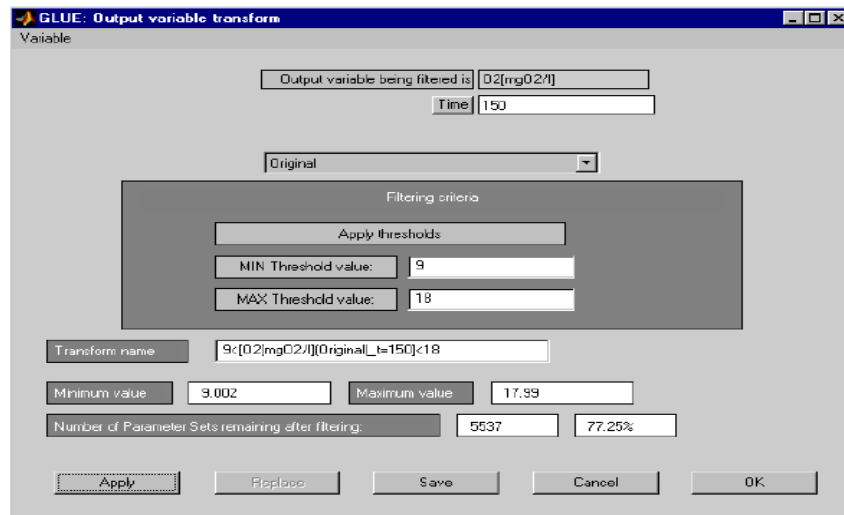 GLUE: Output variable transform
Variable
Output variable being filtered is O2[mgO2/l]
Time 150
Original
Filtering criteria
Apply thresholds
MIN Threshold value: 9
MAX Threshold value: 18
Transform name 9<[O2[mgO2/l](Original)_t=150]<18
Minimum value 9.002 Maximum value 17.99
Number of Parameter Sets remaining after filtering: 5537 77.25%
Apply Replace Save Cancel OK